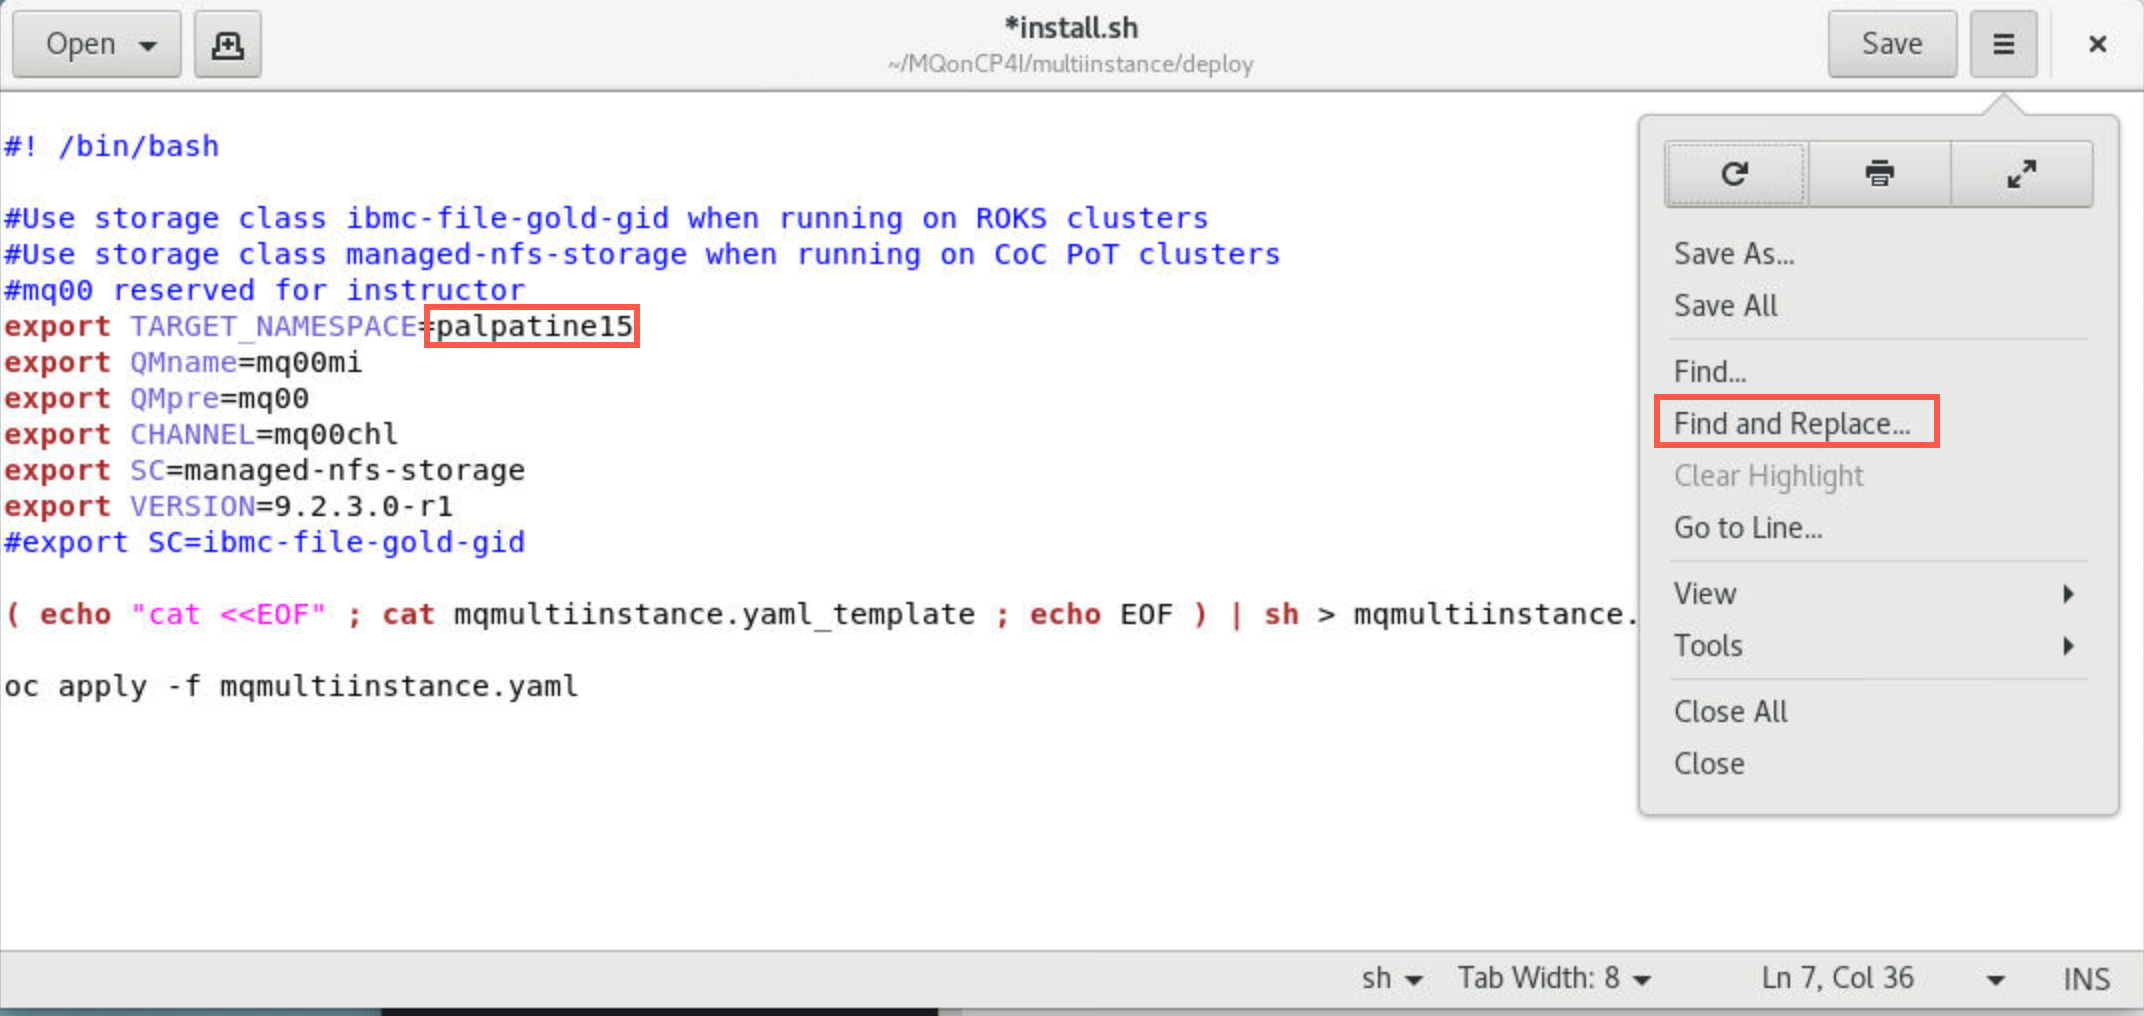 Open
*install.sh
~/MQonCP4I/multiinstance/deploy
Save
#! /bin/bash
#Use storage class ibmc-file-gold-gid when running on ROKS clusters
#Use storage class managed-nfs-storage when running on CoC PoT clusters
#mq00 reserved for instructor
export TARGET_NAMESPACE=palpatine15
export QMname=mq00mi
export QMpre=mq00
export CHANNEL=mq00chl
export SC=managed-nfs-storage
export VERSION=9.2.3.0-r1
#export SC=ibmc-file-gold-gid
( echo "cat <<EOF" ; cat mqmultiinstance.yaml_template ; echo EOF ) | sh > mqmultiinstance.
oc apply -f mqmultiinstance.yaml
Save As...
Save All
Find...
Find and Replace...
Clear Highlight
Go to Line...
View
Tools
Close All
Close
sh
Tab Width: 8
Ln 7, Col 36
INS